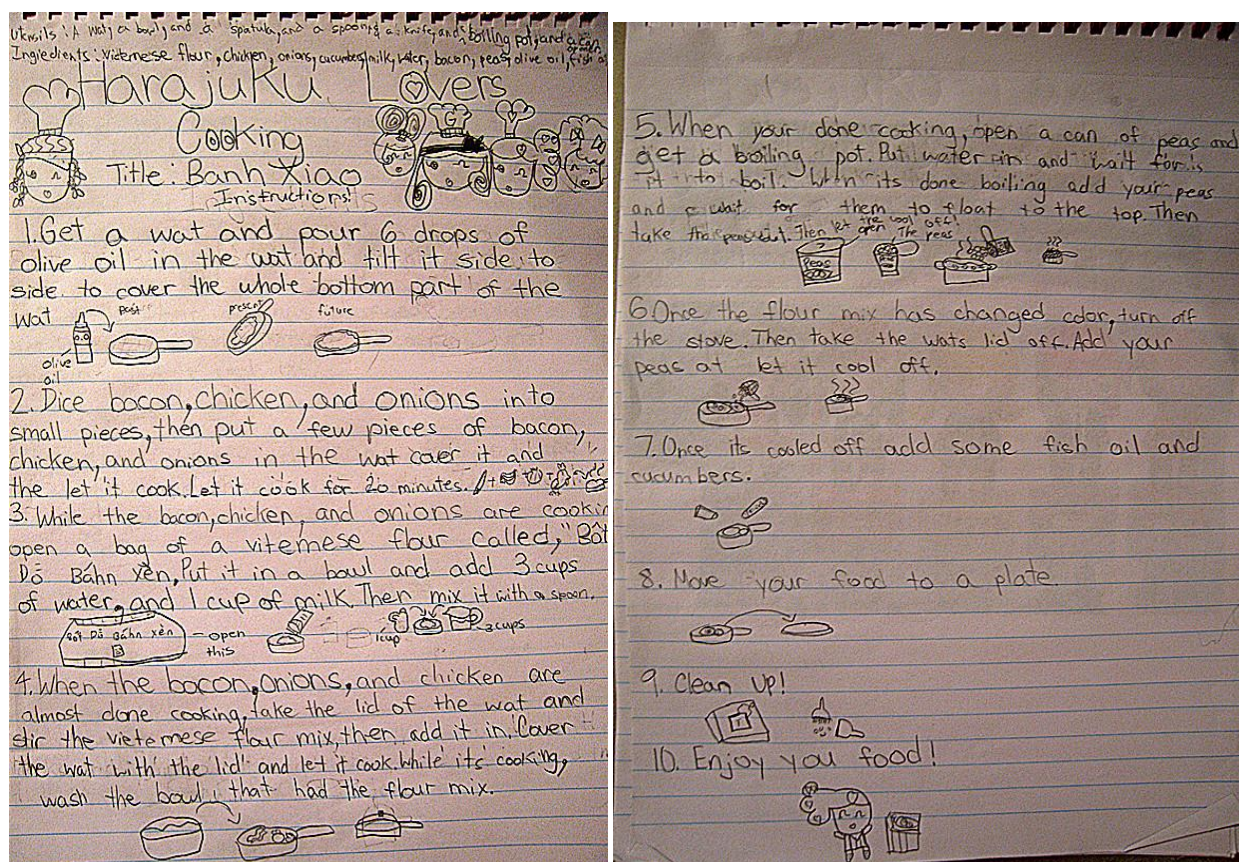 Utensils: A wat, a bowl, and a spatula, and a spoon, a knife, and boiling pot, and a can
Ingredients: Vietemese flour, Chicken, onions, cucumbers, milk, water, bacon, peas, olive oil, fish
Harajuku Lovers
Cooking
Title: Banh Xiao
Instructions:
1. Get a wat and pour 6 drops of
olive oil in the wat and tilt it side to
side to cover the whole bottom part of the
wat
past
present
future
olive
oil
2. Dice bacon, chicken, and onions into
small pieces, then put a few pieces of bacon,
chicken, and onions in the wat cover it and
the let it cook. Let it cook for 20 minutes.
3. While the bacon, chicken, and onions are cookin
open a bag of a vitemese flour called, "Bôt
Dỏ Báhn Xèn, Put it in a bowl and add 3 cups
of water, and 1 cup of milk. Then mix it with a spoon.
Bôt Dỏ Báhn Xèn
- open
this
1cup
3cups
4. When the bacon, onions, and chicken are
almost done cooking, take the lid of the wat and
stir the vietemese flour mix, then add it in. Cover
the wat with the lid and let it cook. While its cooking,
wash the bowl that had the flour mix.
5. When your done cooking, open a can of peas and
get a boiling pot. Put water in and wait for
it to boil. When its done boiling add your peas
and wait for them to float to the top. Then
take the peas out. Then let the cool off!
open The peas
Peas
6. Once the flour mix has changed color, turn off
the stove. Then take the wats lid off. Add your
peas at let it cool off.
7. Once its cooled off add some fish oil and
cucumbers.
8. Move your food to a plate.
9. Clean Up!
10. Enjoy you food!